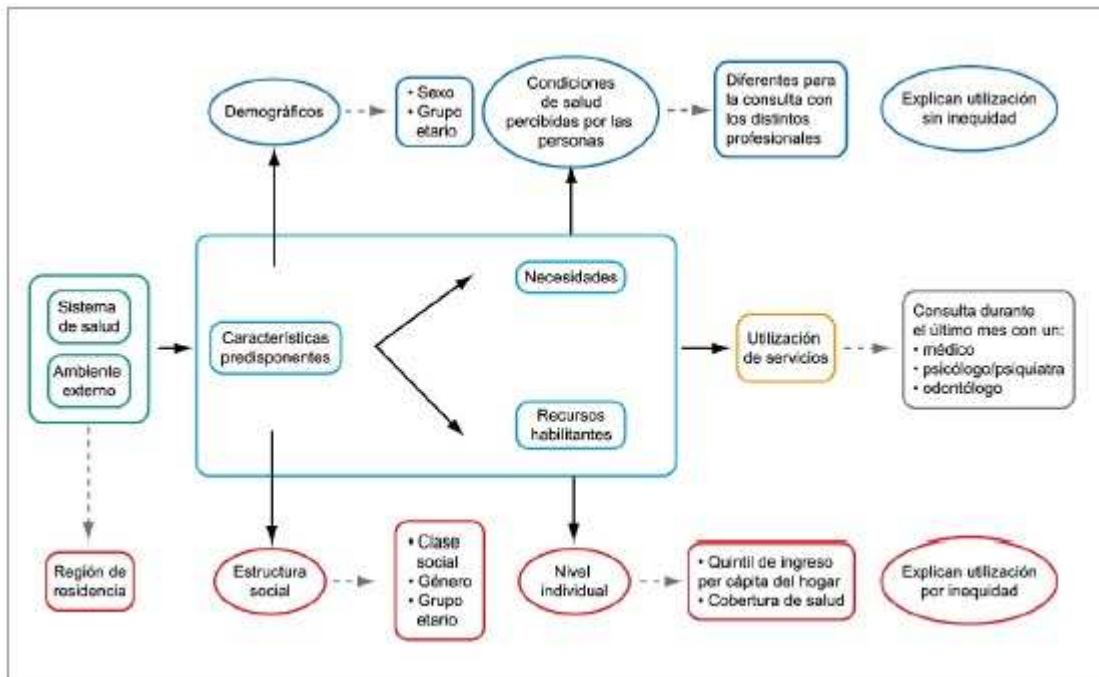 Demográficos
• Sexo
• Grupo
etario
Condiciones
de salud
percibidas por las
personas
Diferentes para
la consulta con
los distintos
profesionales
Explican utilización
sin inequidad
Sistema
de salud
Ambiente
externo
Características
predisponentes
Necesidades
Recursos
habilitantes
Utilización
de servicios
Consulta durante
el último mes con un:
• médico
• psicólogo/psiquiatra
• odontólogo
Región de
residencia
Estructura
social
• Clase
social
• Género
• Grupo
etario
Nivel
individual
• Quintil de ingreso
per cápita del hogar
• Cobertura de salud
Explican utilización
por inequidad